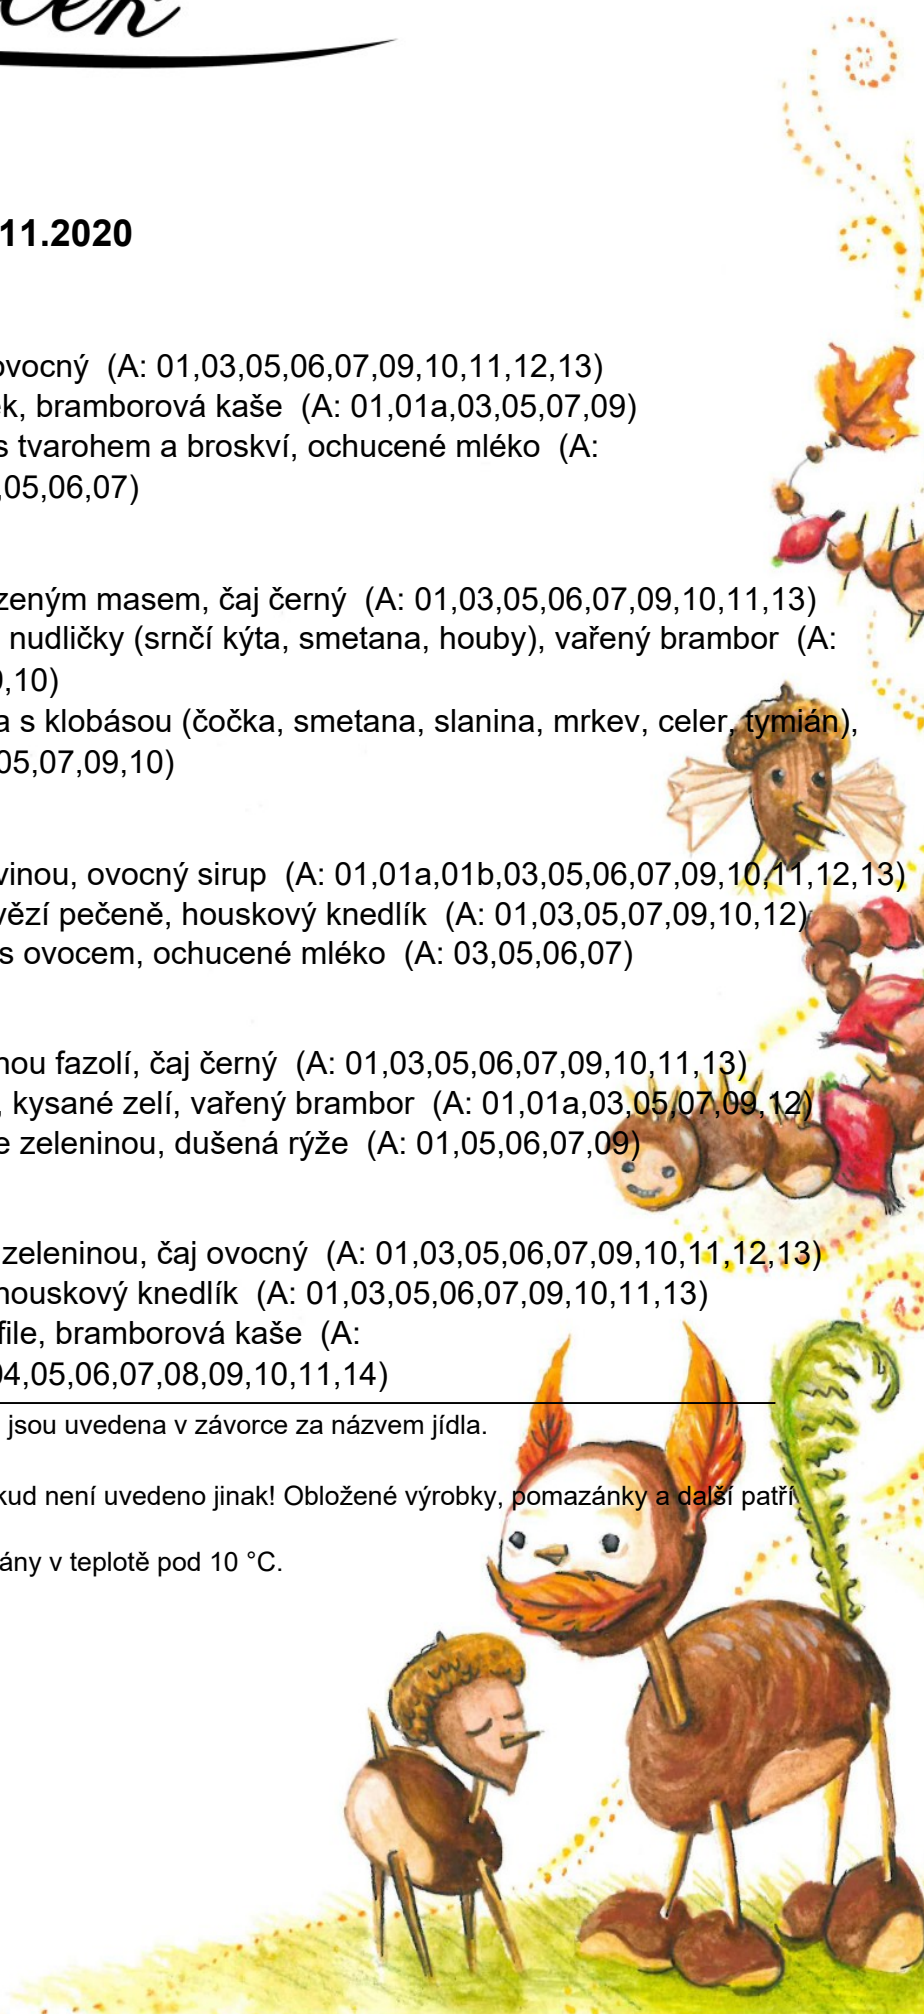 11.2020
ovocný (A: 01,03,05,06,07,09,10,11,12,13)
k, bramborová kaše (A: 01,01a,03,05,07,09)
s tvarohem a broskví, ochucené mléko (A:
,05,06,07)
zeným masem, čaj černý (A: 01,03,05,06,07,09,10,11,13)
nudličky (srnčí kýta, smetana, houby), vařený brambor (A:
,10)
a s klobásou (čočka, smetana, slanina, mrkev, celer, tymián),
05,07,09,10)
vinou, ovocný sirup (A: 01,01a,01b,03,05,06,07,09,10,11,12,13)
vězí pečeně, houskový knedlík (A: 01,03,05,07,09,10,12)
s ovocem, ochucené mléko (A: 03,05,06,07)
nou fazolí, čaj černý (A: 01,03,05,06,07,09,10,11,13)
, kysané zelí, vařený brambor (A: 01,01a,03,05,07,09,12)
e zeleninou, dušená rýže (A: 01,05,06,07,09)
zeleninou, čaj ovocný (A: 01,03,05,06,07,09,10,11,12,13)
houskový knedlík (A: 01,03,05,06,07,09,10,11,13)
file, bramborová kaše (A:
04,05,06,07,08,09,10,11,14)
jsou uvedena v závorce za názvem jídla.
kud není uvedeno jinak! Obložené výrobky, pomazánky a další patří
ány v teplotě pod 10 °C.